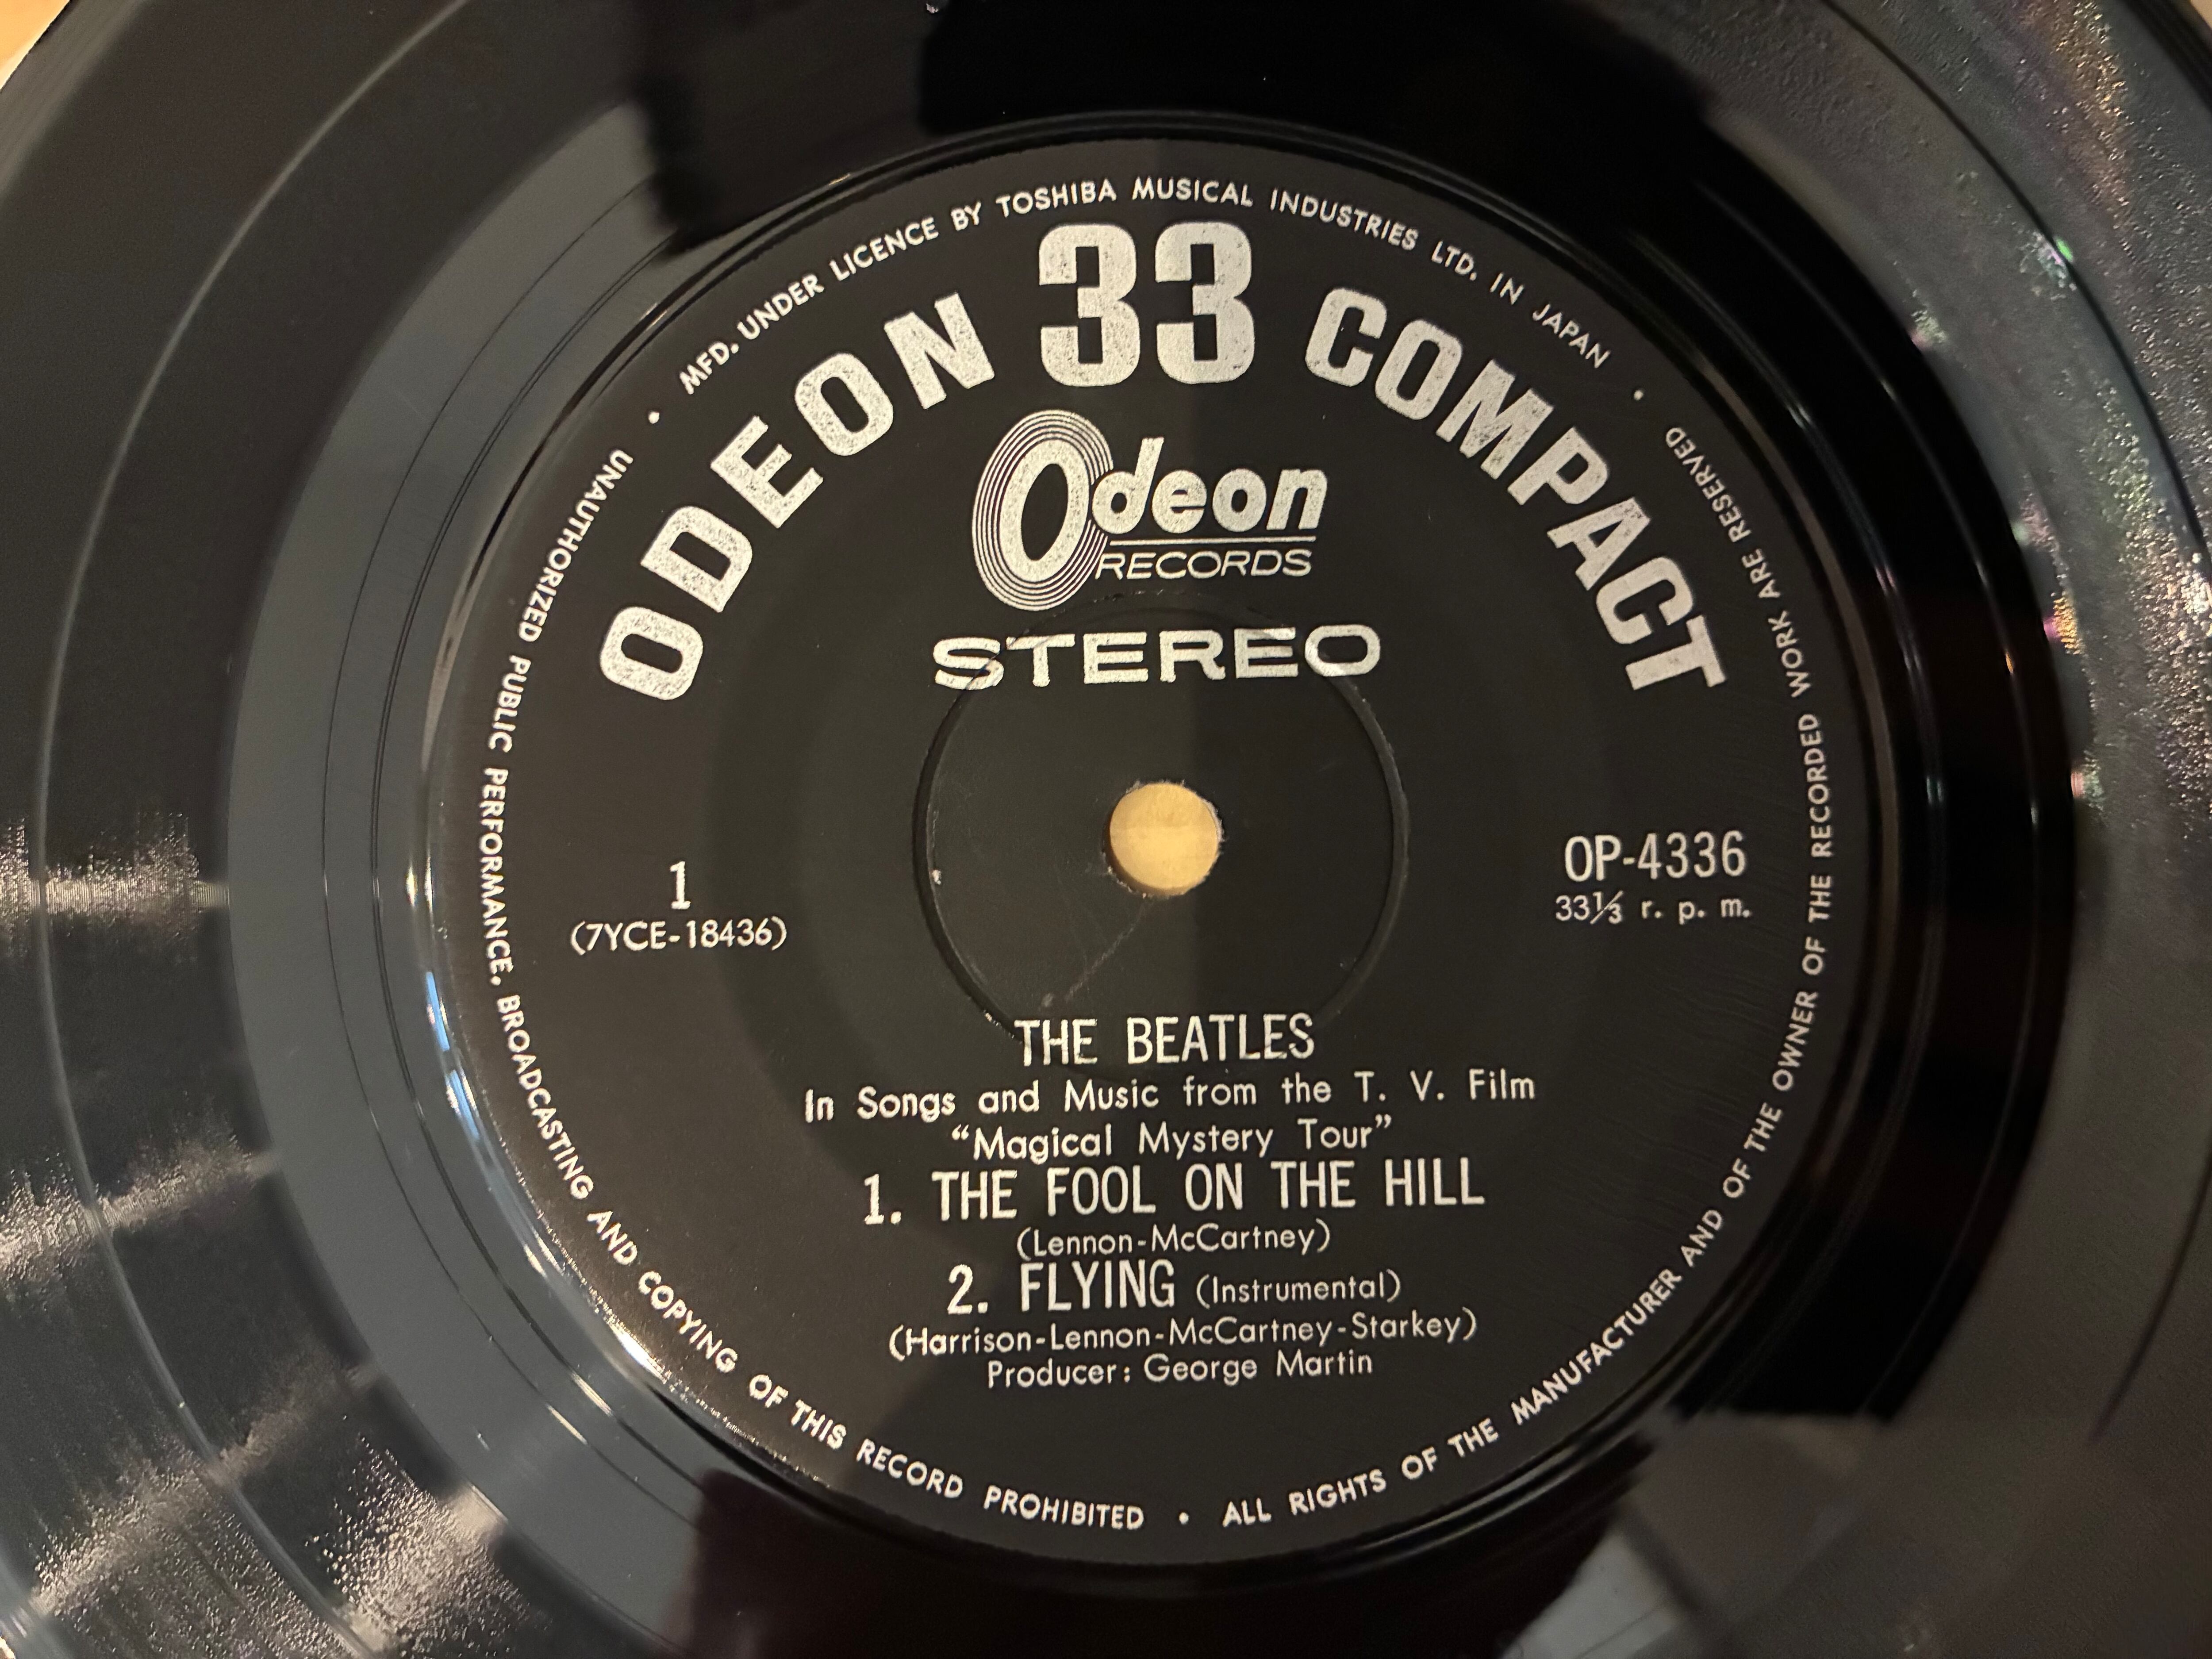 MFD. UNDER LICENCE BY TOSHIBA MUSICAL INDUSTRIES LTD. IN JAPAN •
ODEON 33 COMPACT
Odeon
RECORDS
STEREO
1
(7YCE-18436)
OP-4336
33⅓ r. p. m.
THE BEATLES
In Songs and Music from the T. V. Film
“Magical Mystery Tour”
1. THE FOOL ON THE HILL
(Lennon-McCartney)
2. FLYING (Instrumental)
(Harrison-Lennon-McCartney-Starkey)
Producer: George Martin
• UNAUTHORIZED PUBLIC PERFORMANCE, BROADCASTING AND COPYING OF THIS RECORD PROHIBITED • ALL RIGHTS OF THE MANUFACTURER AND OF THE OWNER OF THE RECORDED WORK ARE RESERVED